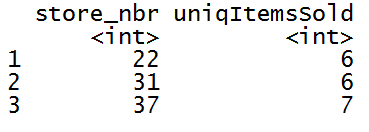 store_nbr uniqItemsSold
<int> <int>
1 22 6
2 31 6
3 37 7